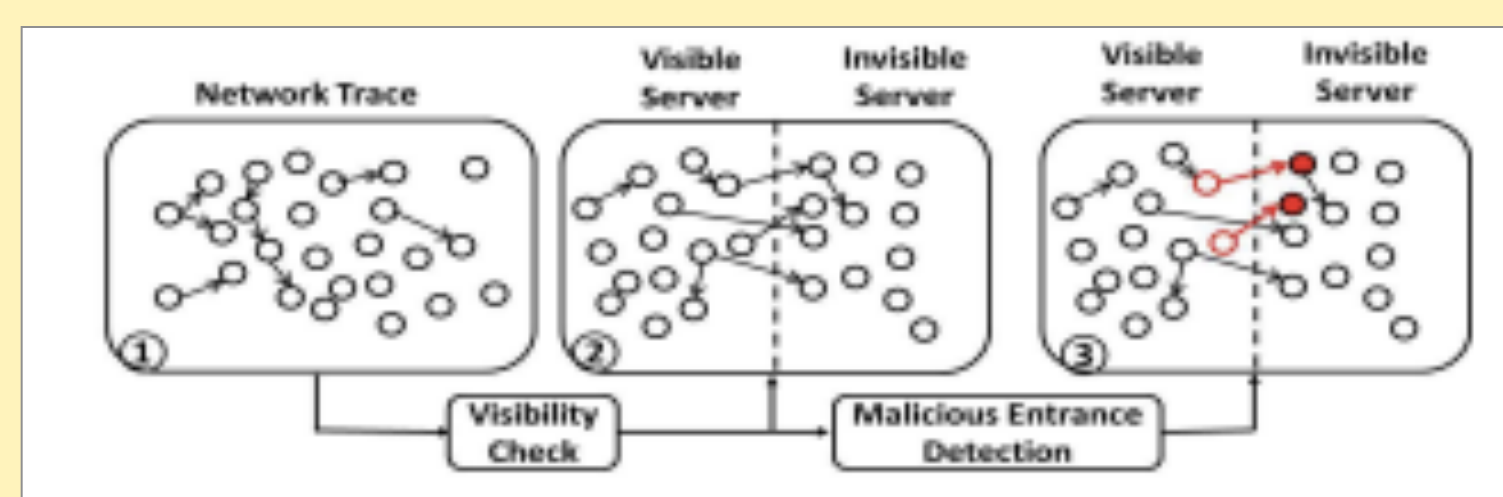 Network Trace
Visible
Server
Invisible
Server
Visible
Server
Invisible
Server
1
2
3
Visibility
Check
Malicious Entrance
Detection